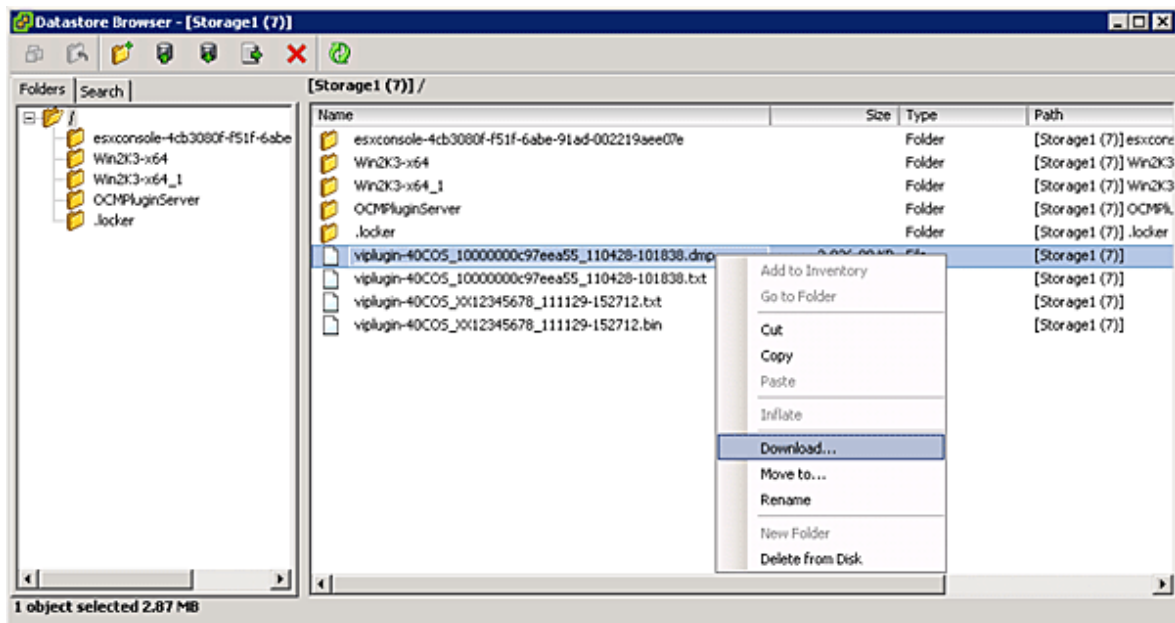 Datastore Browser - [Storage1 (7)]
Folders Search
[Storage1 (7)] /
/
esxconsole-4cb3080f-f51f-6abe
Win2K3-x64
Win2K3-x64_1
OCMPluginServer
.locker
Name Size Type Path
esxconsole-4cb3080f-f51f-6abe-91ad-002219aee07e Folder [Storage1 (7)] esxcons
Win2K3-x64 Folder [Storage1 (7)] Win2K3
Win2K3-x64_1 Folder [Storage1 (7)] Win2K3
OCMPluginServer Folder [Storage1 (7)] OCMPlu
.locker Folder [Storage1 (7)] .locker
viplugin-40COS_10000000c97eea55_110428-101838.dmp File [Storage1 (7)]
viplugin-40COS_10000000c97eea55_110428-101838.txt [Storage1 (7)]
viplugin-40COS_XX12345678_111129-152712.txt [Storage1 (7)]
viplugin-40COS_XX12345678_111129-152712.bin [Storage1 (7)]
Add to Inventory
Go to Folder
Cut
Copy
Paste
Inflate
Download...
Move to...
Rename
New Folder
Delete from Disk
1 object selected 2.87 MB